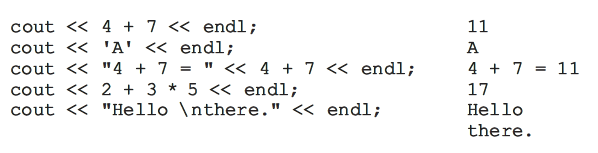 cout << 4 + 7 << endl; 11
cout << 'A' << endl; A
cout << "4 + 7 = " << 4 + 7 << endl; 4 + 7 = 11
cout << 2 + 3 * 5 << endl; 17
cout << "Hello \nthere." << endl; Hello
there.